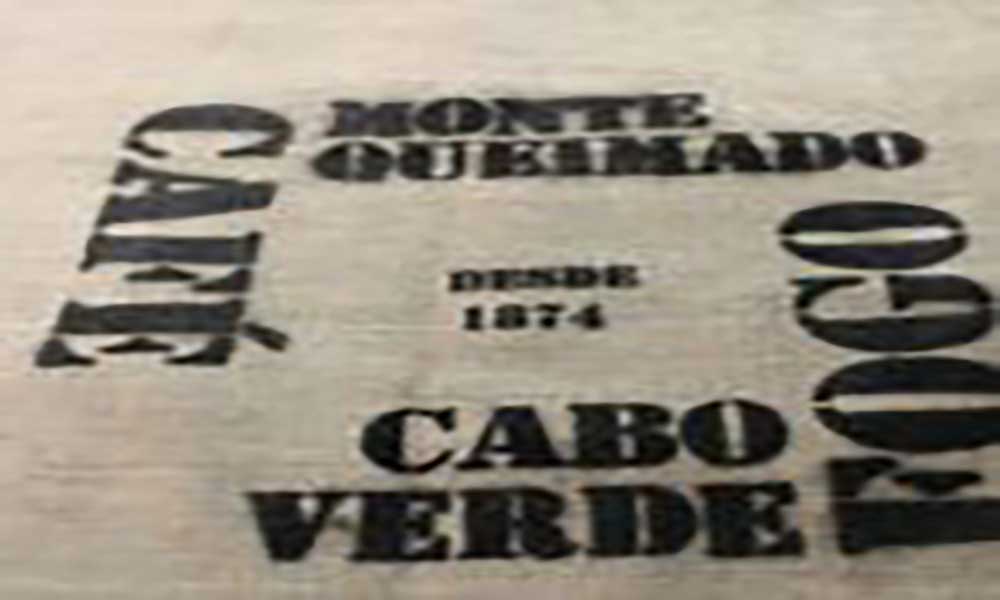 CAFÉ
MONTE
QUEIMADO
DESDE
1874
FOGO
CABO
VERDE